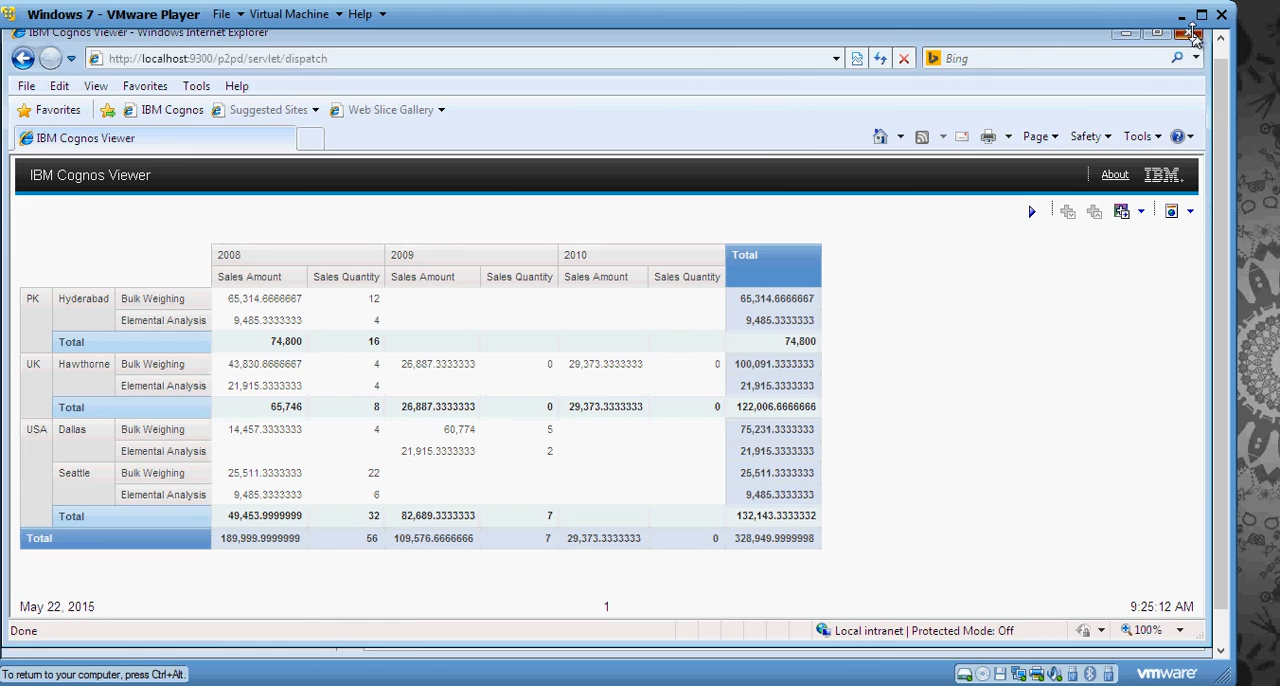 Windows 7 - VMware Player File Virtual Machine Help
IBM Cognos Viewer - Windows Internet Explorer
http://localhost:9300/p2pd/servlet/dispatch Bing
File Edit View Favorites Tools Help
Favorites IBM Cognos Suggested Sites Web Slice Gallery
IBM Cognos Viewer Page Safety Tools
IBM Cognos Viewer About IBM.
2008 2009 2010 Total
Sales Amount Sales Quantity Sales Amount Sales Quantity Sales Amount Sales Quantity
PK Hyderabad Bulk Weighing 65,314.6666667 12 65,314.6666667
Elemental Analysis 9,485.3333333 4 9,485.3333333
Total 74,800 16 74,800
UK Hawthorne Bulk Weighing 43,830.6666667 4 26,887.3333333 0 29,373.3333333 0 100,091.3333333
Elemental Analysis 21,915.3333333 4 21,915.3333333
Total 65,746 8 26,887.3333333 0 29,373.3333333 0 122,006.6666666
USA Dallas Bulk Weighing 14,457.3333333 4 60,774 5 75,231.3333333
Elemental Analysis 21,915.3333333 2 21,915.3333333
Seattle Bulk Weighing 25,511.3333333 22 25,511.3333333
Elemental Analysis 9,485.3333333 6 9,485.3333333
Total 49,453.9999999 32 82,689.3333333 7 132,143.3333332
Total 189,999.9999999 56 109,576.6666666 7 29,373.3333333 0 328,949.9999998
May 22, 2015 1 9:25:12 AM
Done Local intranet | Protected Mode: Off 100%
To return to your computer, press Ctrl+Alt. vmware